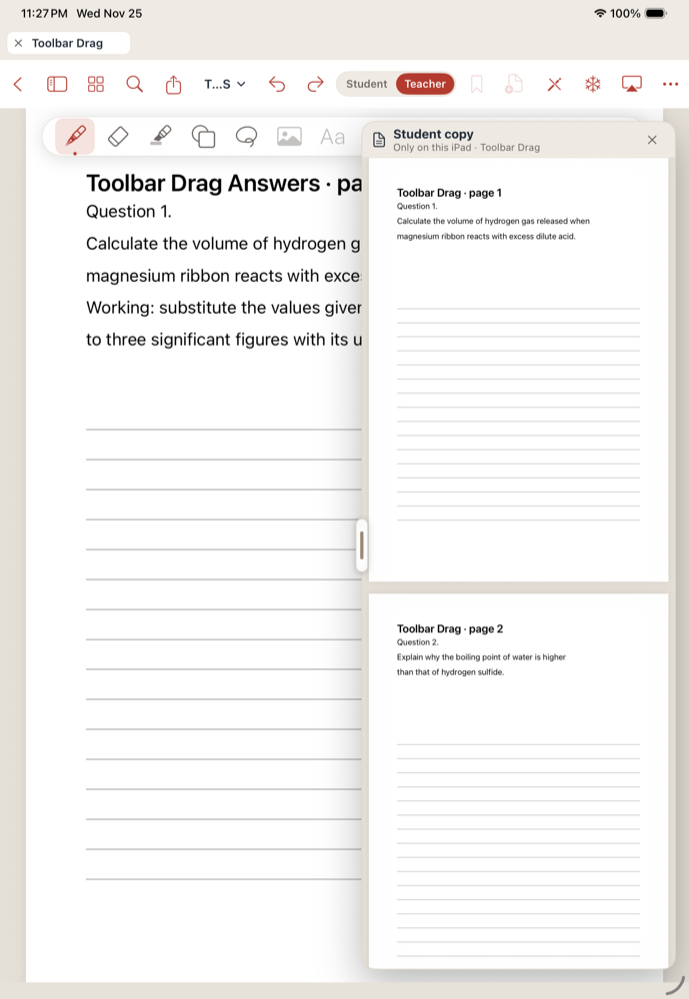 11:27 PM Wed Nov 25
100%
Toolbar Drag
T...S
Student
Teacher
Aa
Student copy
Only on this iPad · Toolbar Drag
Toolbar Drag Answers · pa
Question 1.
Calculate the volume of hydrogen g
magnesium ribbon reacts with exce
Working: substitute the values given
to three significant figures with its u
Toolbar Drag · page 1
Question 1.
Calculate the volume of hydrogen gas released when
magnesium ribbon reacts with excess dilute acid.
Toolbar Drag · page 2
Question 2.
Explain why the boiling point of water is higher
than that of hydrogen sulfide.